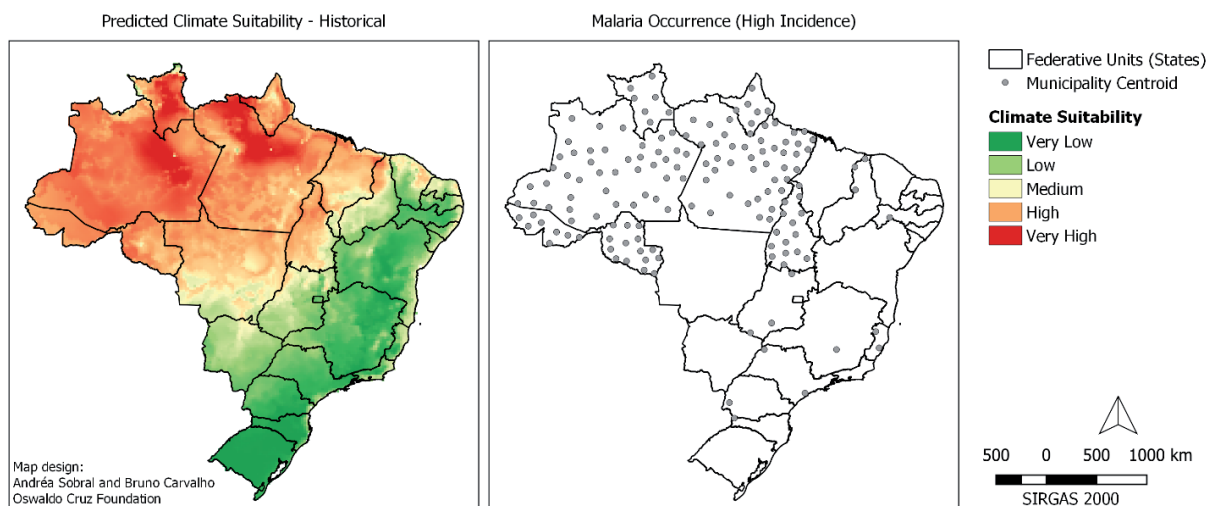 Predicted Climate Suitability - Historical
Malaria Occurrence (High Incidence)
Federative Units (States)
Municipality Centroid
Climate Suitability
Very Low
Low
Medium
High
Very High
Map design:
Andréa Sobral and Bruno Carvalho
Oswaldo Cruz Foundation
500 0 500 1000 km
SIRGAS 2000